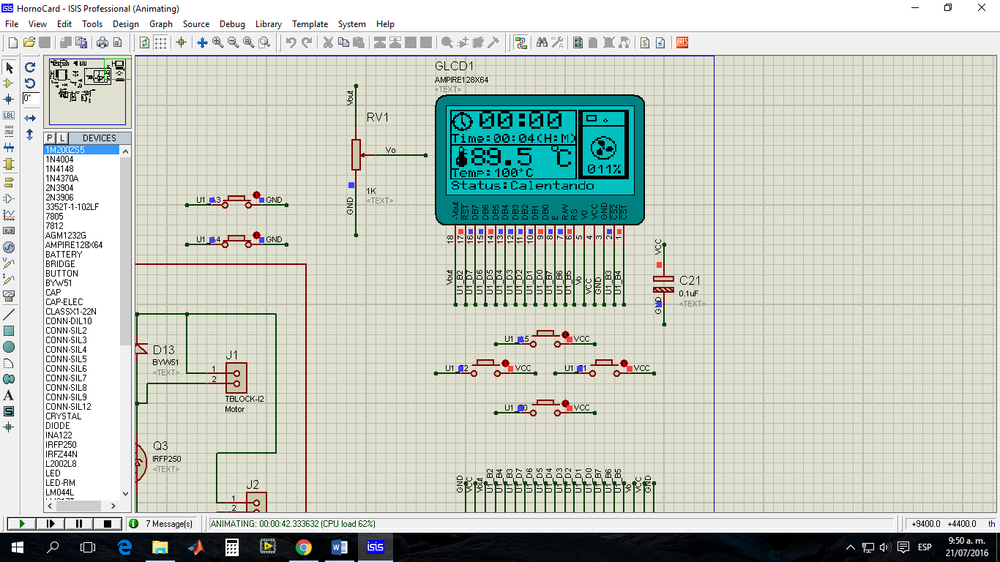 HornoCard - ISIS Professional (Animating)
File View Edit Tools Design Graph Source Debug Library Template System Help
LBL
ARES
0°
P L DEVICES
1M200ZS5
1N4004
1N4148
1N4370A
2N3904
2N3906
3352T-1-102LF
7805
7812
AGM1232G
AMPIRE128X64
BATTERY
BRIDGE
BUTTON
BYW51
CAP
CAP-ELEC
CLASSX1-22N
CONN-DIL10
CONN-SIL2
CONN-SIL3
CONN-SIL4
CONN-SIL5
CONN-SIL6
CONN-SIL7
CONN-SIL8
CONN-SIL9
CONN-SIL12
CRYSTAL
DIODE
INA122
IRFP250
IRFZ44N
L2002L8
LED
LED-RM
LM044L
GLCD1
AMPIRE128X64
<TEXT>
00:00
Time:00:04(H:M)
89.5 °C
Temp:100°C
011%
Status:Calentando
-Vout RST DB7 DB6 DB5 DB4 DB3 DB2 DB1 DB0 E R/W RS V0 VCC GND CS2 CS1
18 17 16 15 14 13 12 11 10 9 8 7 6 5 4 3 2 1
Vout U1_B2 U1_D7 U1_D6 U1_D5 U1_D4 U1_D3 U1_D2 U1_D1 U1_D0 U1_B7 U1_B6 U1_B5 Vo VCC GND U1_B3 U1_B4
Vout
RV1
Vo
1K
<TEXT>
GND
U1 A3 GND
U1 A4 GND
VCC
C21
0.1uF
<TEXT>
GND
VCC
VCC
VCC
VCC
D13
BYW51
<TEXT>
J1
1
2
TBLOCK-I2
Motor
Q3
IRFP250
<TEXT>
J2
1
2
GND VCC Vout U1_B2 U1_B4 U1_B3 U1_D7 U1_D6 U1_D5 U1_D4 U1_D3 U1_D2 U1_D1 U1_D0 U1_B7 U1_B6 U1_B5 Vo VCC GND
7 Message(s)
ANIMATING: 00:00:42.333632 (CPU load 62%)
+9400.0 +4400.0 th
isis
ESP
9:50 a. m.
21/07/2016